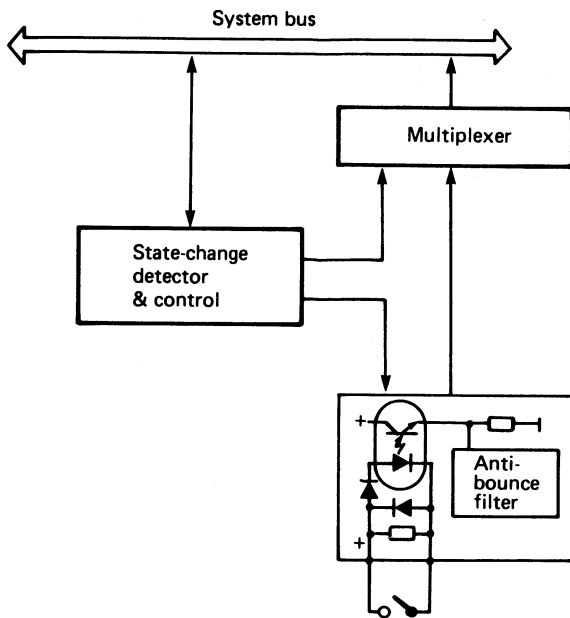 System bus
Multiplexer
State-change
detector
& control
+
Anti-
bounce
filter
+